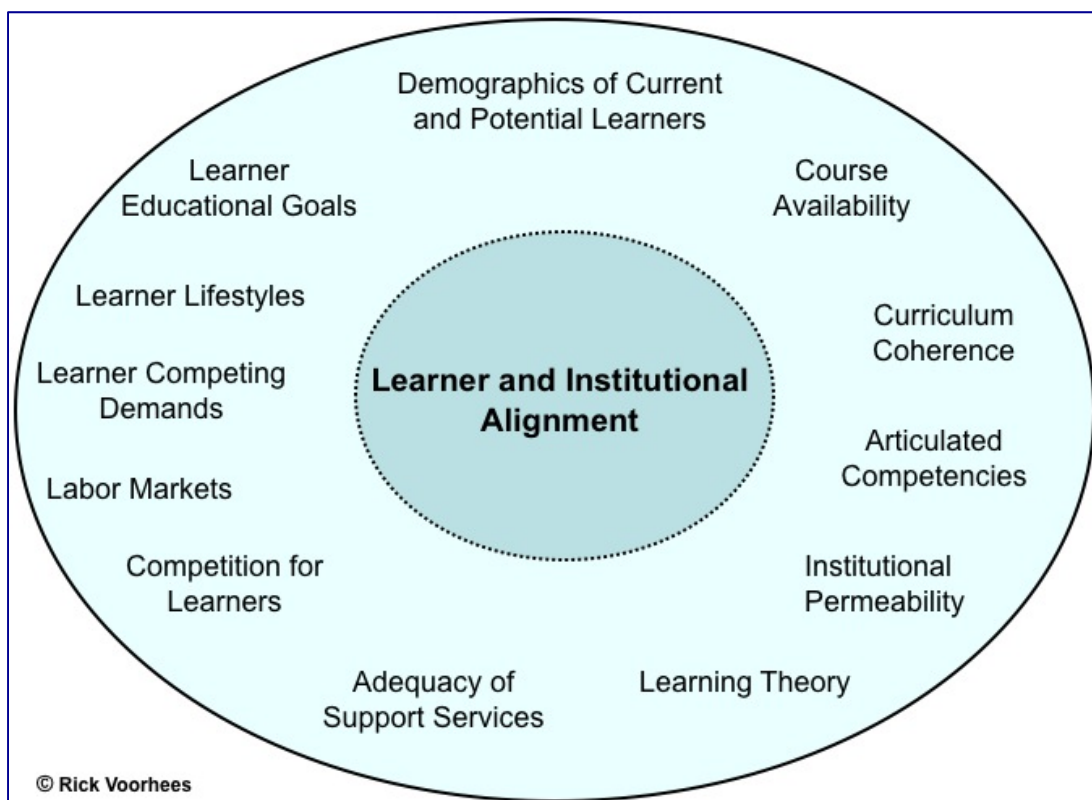 Demographics of Current
and Potential Learners
Learner
Educational Goals
Course
Availability
Learner Lifestyles
Curriculum
Coherence
Learner Competing
Demands
Learner and Institutional
Alignment
Articulated
Competencies
Labor Markets
Competition for
Learners
Institutional
Permeability
Adequacy of
Support Services
Learning Theory
© Rick Voorhees